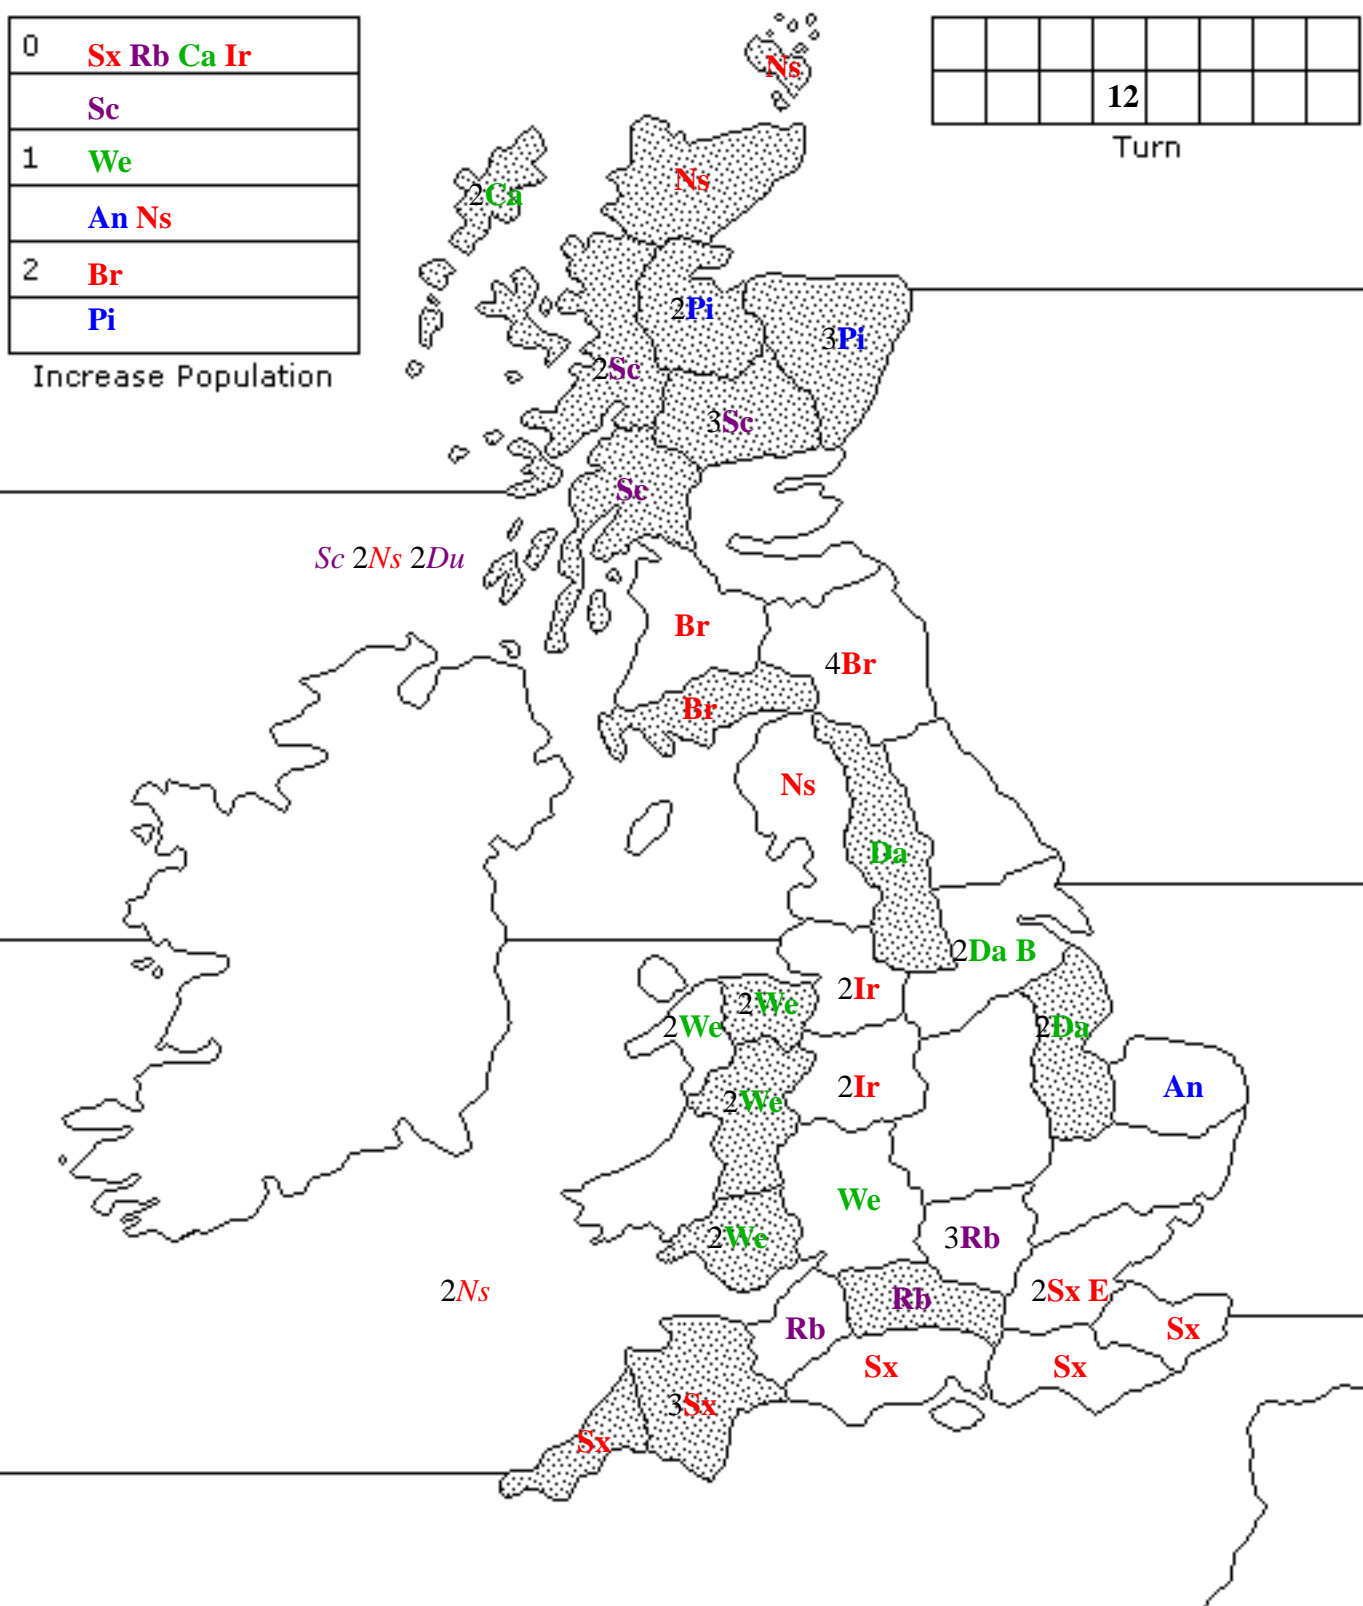 0 Sx Rb Ca Ir
Sc
1 We
An Ns
2 Br
Pi
Increase Population
12
Turn
Ns
Ns
2Ca
2Pi
3Pi
2Sc
3Sc
Sc
Sc 2Ns 2Du
Br
4Br
Br
Ns
Da
2Da B
2Ir
2We
2We
2Da
2Ir
An
2We
We
2We
3Rb
2Ns
2Sx E
Rb
Rb
Sx
Sx
Sx
3Sx
Sx